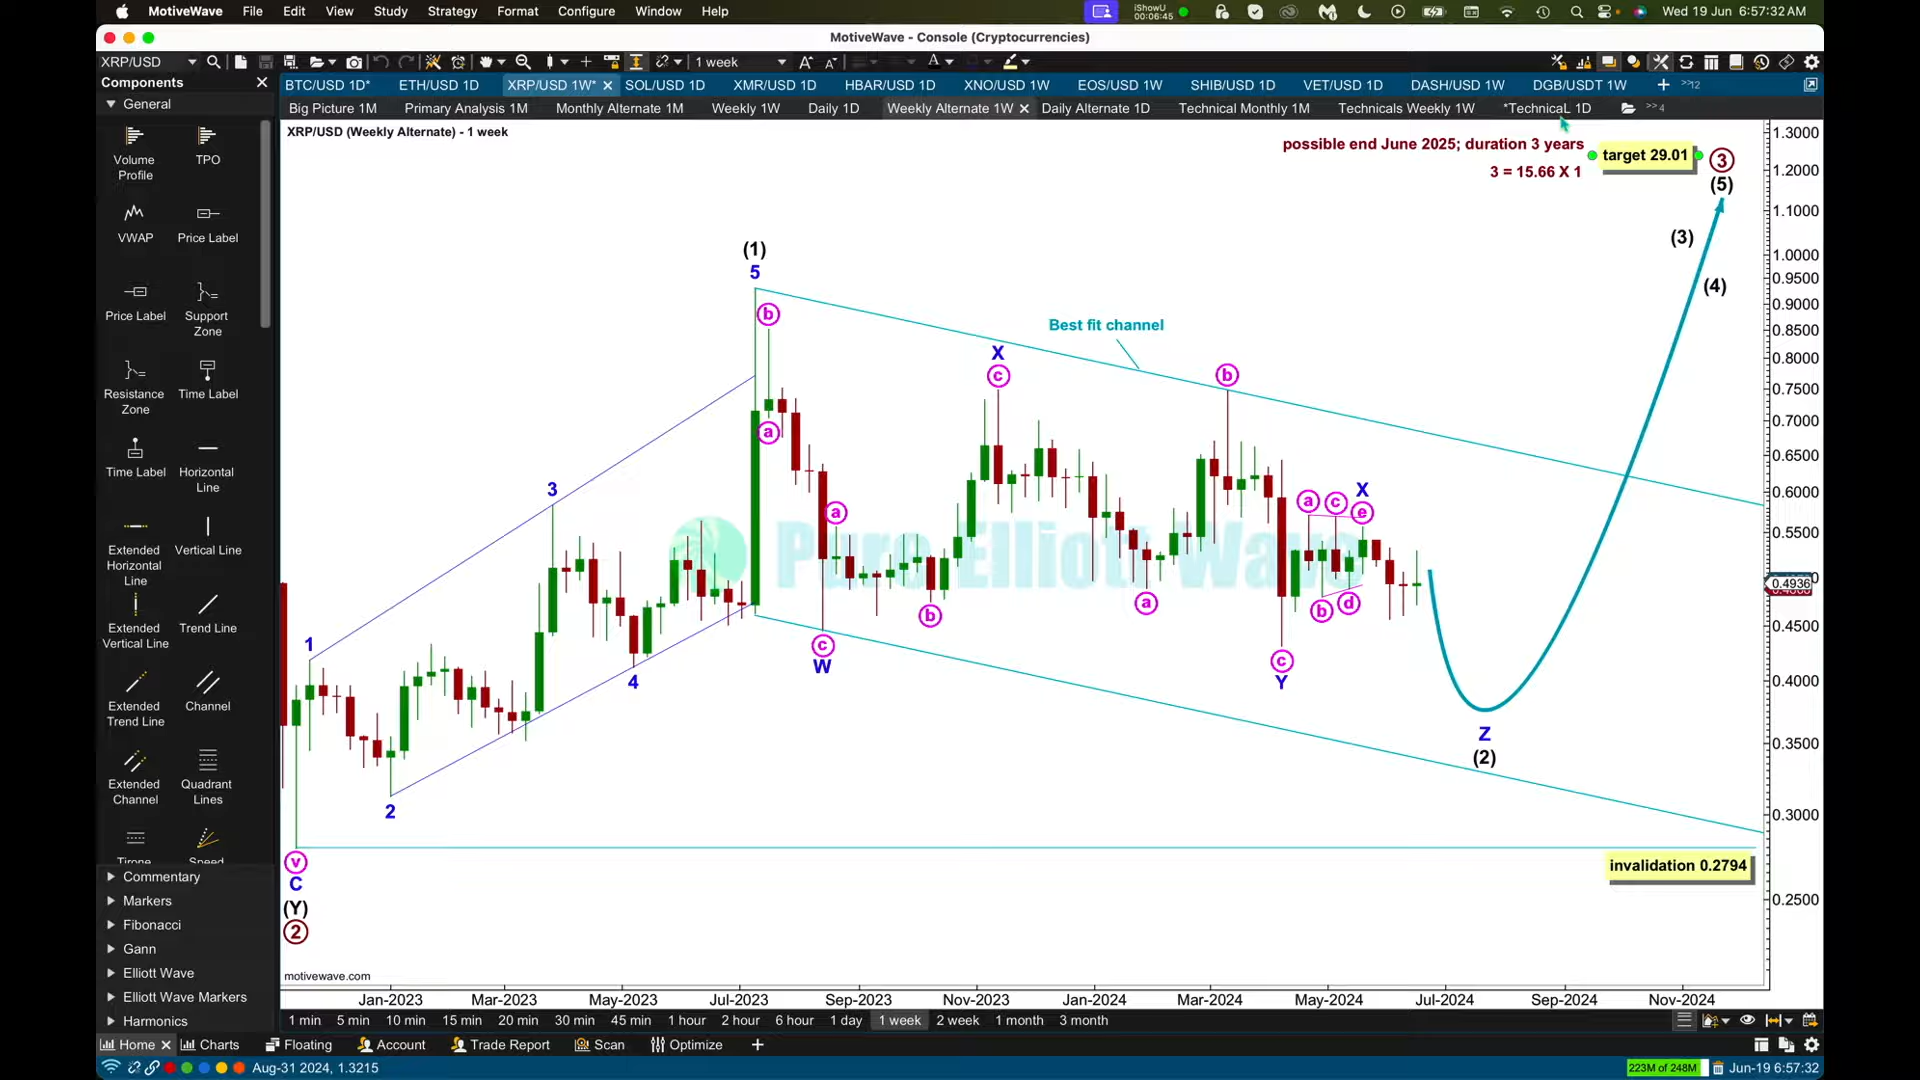 MotiveWave File Edit View Study Strategy Format Configure Window Help
iShowU
00:06:45
Wed 19 Jun 6:57:32 AM
MotiveWave - Console (Cryptocurrencies)
XRP/USD
1 week
Components
General
Volume Profile
TPO
VWAP
Price Label
Price Label
Support Zone
Resistance Zone
Time Label
Time Label
Horizontal Line
Extended Horizontal Line
Vertical Line
Extended Vertical Line
Trend Line
Extended Trend Line
Channel
Extended Channel
Quadrant Lines
Tirone
Speed
Commentary
Markers
Fibonacci
Gann
Elliott Wave
Elliott Wave Markers
Harmonics
BTC/USD 1D* ETH/USD 1D XRP/USD 1W* SOL/USD 1D XMR/USD 1D HBAR/USD 1D XNO/USD 1W EOS/USD 1W SHIB/USD 1D VET/USD 1D DASH/USD 1W DGB/USDT 1W >>12
Big Picture 1M Primary Analysis 1M Monthly Alternate 1M Weekly 1W Daily 1D Weekly Alternate 1W Daily Alternate 1D Technical Monthly 1M Technicals Weekly 1W *Technical 1D >>4
XRP/USD (Weekly Alternate) - 1 week
possible end June 2025; duration 3 years
3 = 15.66 X 1
target 29.01
3
(5)
(3)
(4)
(1)
5
b
a
Best fit channel
X
c
b
3
a
a c X
e
1
b
a
b d
c
W
4
c
Y
2
Z
(2)
Pure Elliott Wave
invalidation 0.2794
v
C
(Y)
2
motivewave.com
1.3000
1.2000
1.1000
1.0000
0.9500
0.9000
0.8500
0.8000
0.7500
0.7000
0.6500
0.6000
0.5500
0.4936
0.4500
0.4000
0.3500
0.3000
0.2500
Jan-2023 Mar-2023 May-2023 Jul-2023 Sep-2023 Nov-2023 Jan-2024 Mar-2024 May-2024 Jul-2024 Sep-2024 Nov-2024
1 min 5 min 10 min 15 min 20 min 30 min 45 min 1 hour 2 hour 6 hour 1 day 1 week 2 week 1 month 3 month
Home Charts Floating Account Trade Report Scan Optimize
Aug-31 2024, 1.3215
223M of 248M
Jun-19 6:57:32